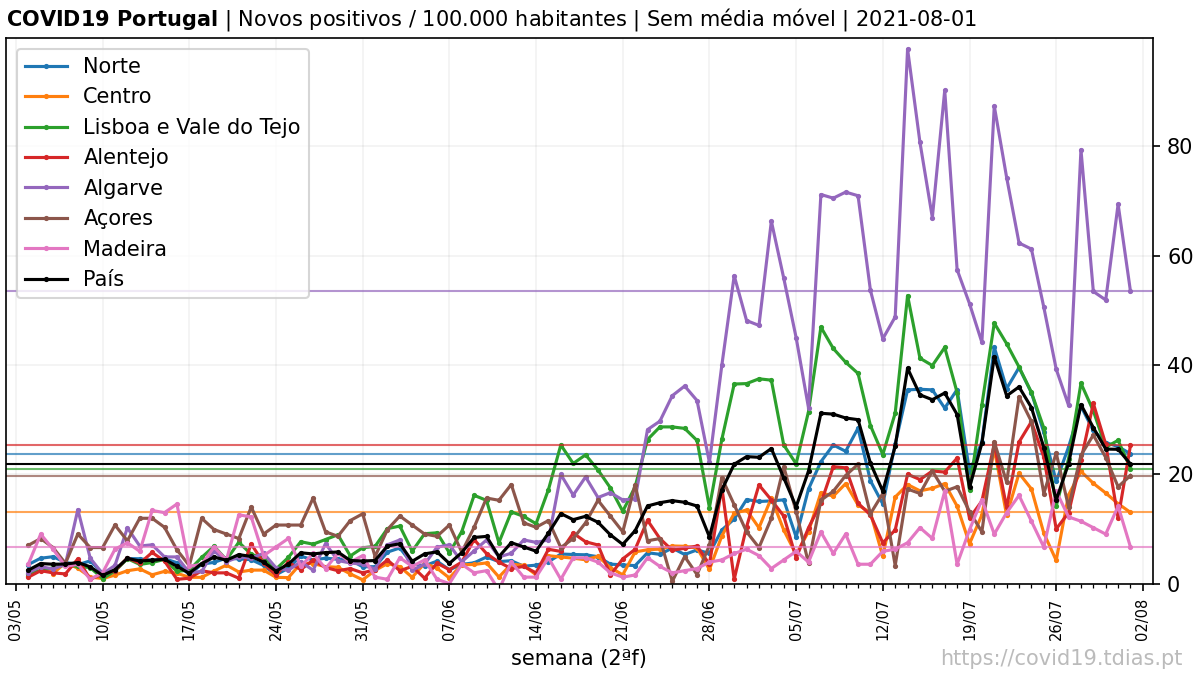 COVID19 Portugal | Novos positivos / 100.000 habitantes | Sem média móvel | 2021-08-01
Norte
Centro
Lisboa e Vale do Tejo
Alentejo
Algarve
Açores
Madeira
País
80
60
40
20
0
03/05
10/05
17/05
24/05
31/05
07/06
14/06
21/06
28/06
05/07
12/07
19/07
26/07
02/08
semana (2ªf)
https://covid19.tdias.pt